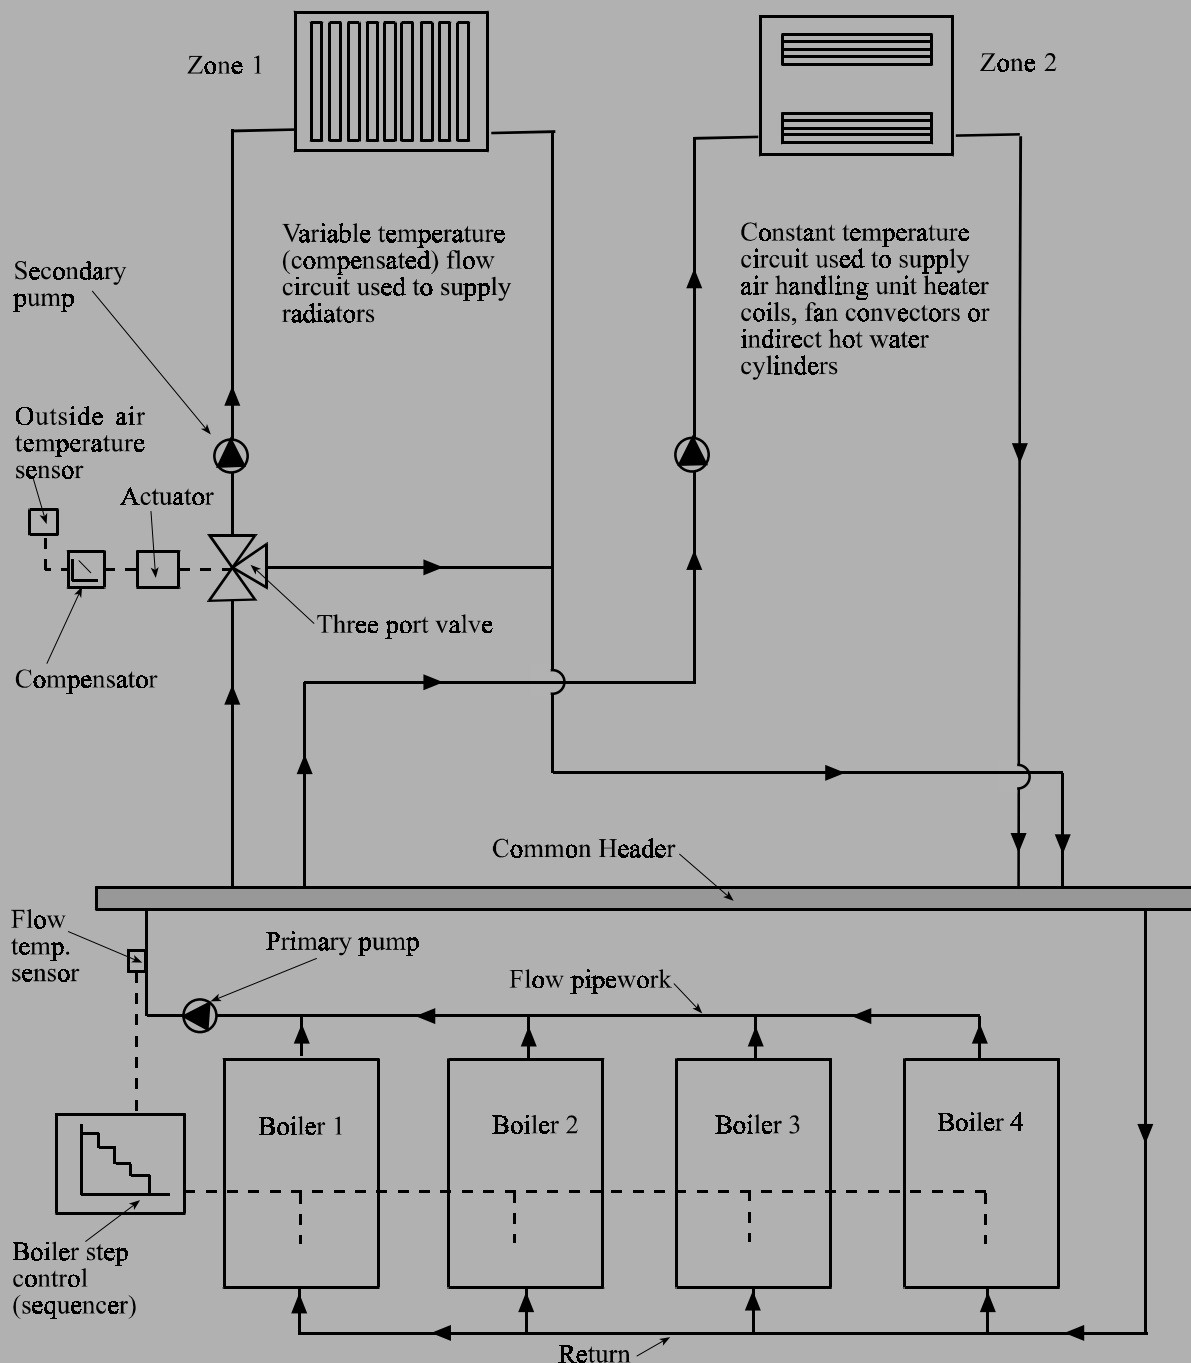 Zone 1
Zone 2
Variable temperature
(compensated) flow
circuit used to supply
radiators
Constant temperature
circuit used to supply
air handling unit heater
coils, fan convectors or
indirect hot water
cylinders
Secondary
pump
Outside air
temperature
sensor
Actuator
Three port valve
Compensator
Common Header
Flow
temp.
sensor
Primary pump
Flow pipework
Boiler 1
Boiler 2
Boiler 3
Boiler 4
Boiler step
control
(sequencer)
Return